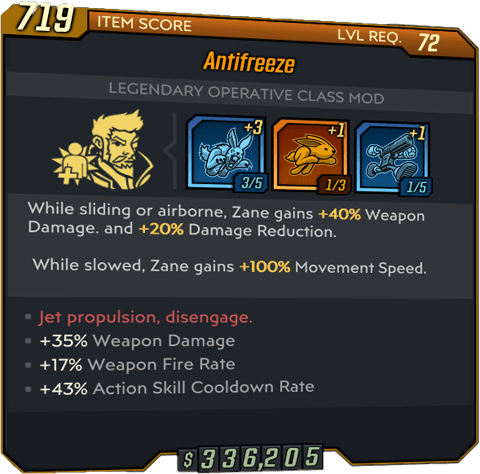 719 ITEM SCORE LVL REQ. 72
Antifreeze
LEGENDARY OPERATIVE CLASS MOD
+3 +1 +1
3/5 1/3 1/5
While sliding or airborne, Zane gains +40% Weapon
Damage. and +20% Damage Reduction.
While slowed, Zane gains +100% Movement Speed.
Jet propulsion, disengage.
+35% Weapon Damage
+17% Weapon Fire Rate
+43% Action Skill Cooldown Rate
$ 336,205